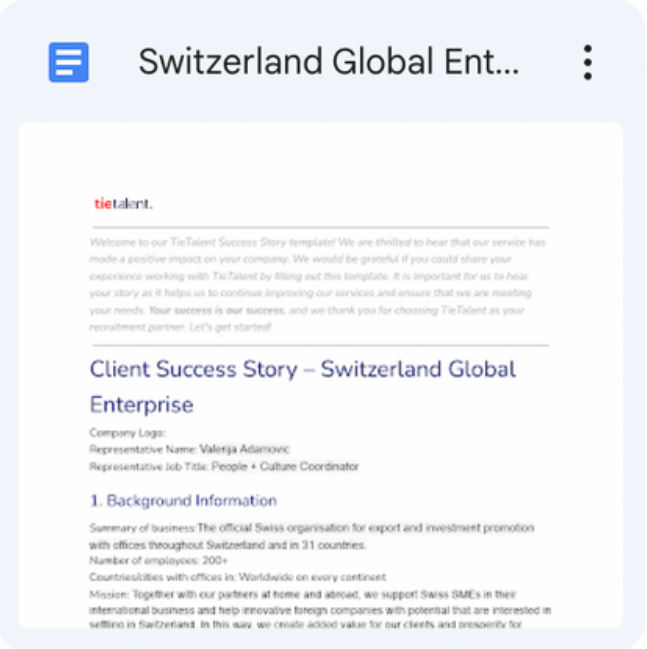 Switzerland Global Ent...
tietalent.
Welcome to our TieTalent Success Story template! We are thrilled to hear that our service has
made a positive impact on your company. We would be grateful if you could share your
experience working with TieTalent by filling out this template. It is important for us to hear
your story as it helps us to continue improving our services and ensure that we are meeting
your needs. Your success is our success, and we thank you for choosing TieTalent as your
recruitment partner. Let's get started!
Client Success Story – Switzerland Global
Enterprise
Company Logo:
Representative Name: Valerija Adamovic
Representative Job Title: People + Culture Coordinator
1. Background Information
Summary of business:The official Swiss organisation for export and investment promotion
with offices throughout Switzerland and in 31 countries.
Number of employees: 200+
Countries/cities with offices in: Worldwide on every continent
Mission: Together with our partners at home and abroad, we support Swiss SMEs in their
international business and help innovative foreign companies with potential that are interested in
settling in Switzerland. In this way, we create added value for our clients and prosperity for